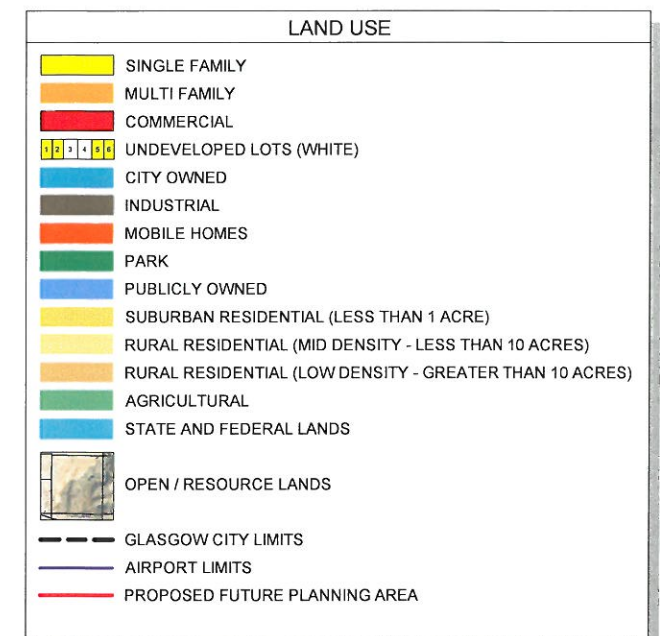 LAND USE
SINGLE FAMILY
MULTI FAMILY
COMMERCIAL
1 2 3 4 5 6 UNDEVELOPED LOTS (WHITE)
CITY OWNED
INDUSTRIAL
MOBILE HOMES
PARK
PUBLICLY OWNED
SUBURBAN RESIDENTIAL (LESS THAN 1 ACRE)
RURAL RESIDENTIAL (MID DENSITY - LESS THAN 10 ACRES)
RURAL RESIDENTIAL (LOW DENSITY - GREATER THAN 10 ACRES)
AGRICULTURAL
STATE AND FEDERAL LANDS
OPEN / RESOURCE LANDS
GLASGOW CITY LIMITS
AIRPORT LIMITS
PROPOSED FUTURE PLANNING AREA